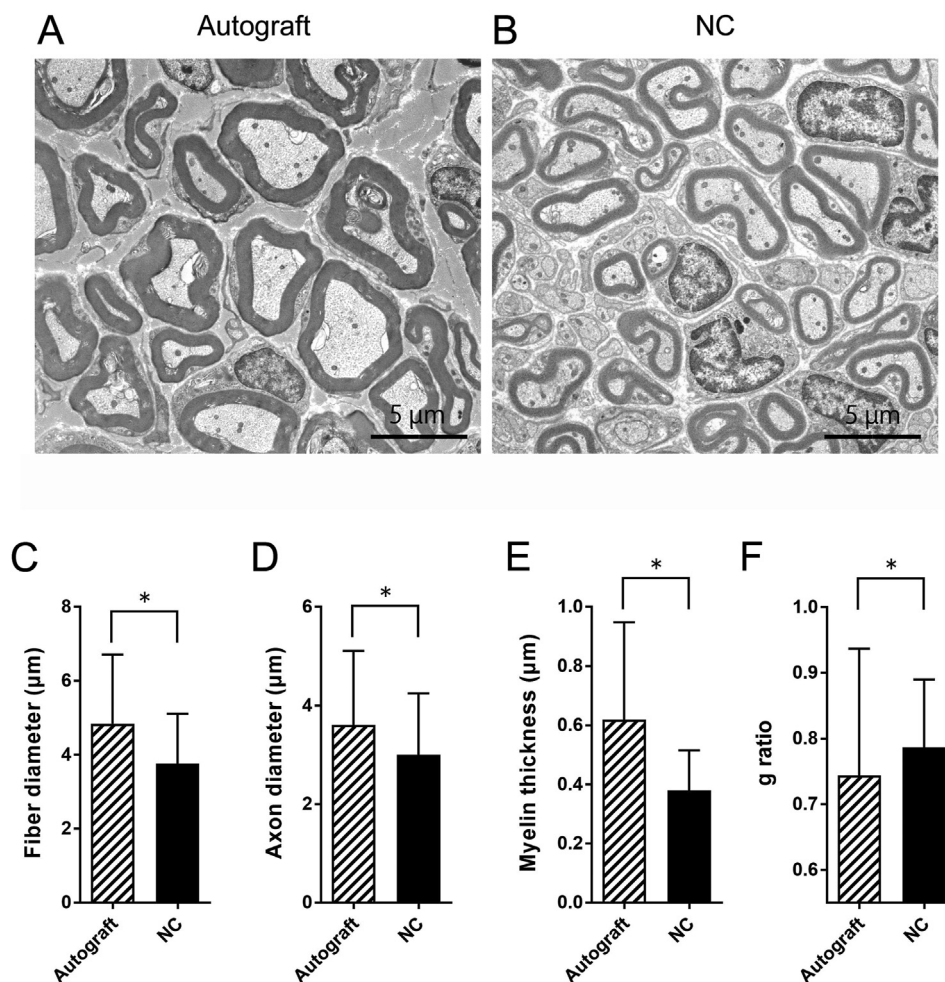 A Autograft
B NC
5 µm
5 µm
C
Fiber diameter (µm)
8
6
4
2
0
*
Autograft
NC
D
Axon diameter (µm)
6
4
2
0
*
Autograft
NC
E
Myelin thickness (µm)
1.0
0.8
0.6
0.4
0.2
0.0
*
Autograft
NC
F
g ratio
1.0
0.9
0.8
0.7
0.6
*
Autograft
NC